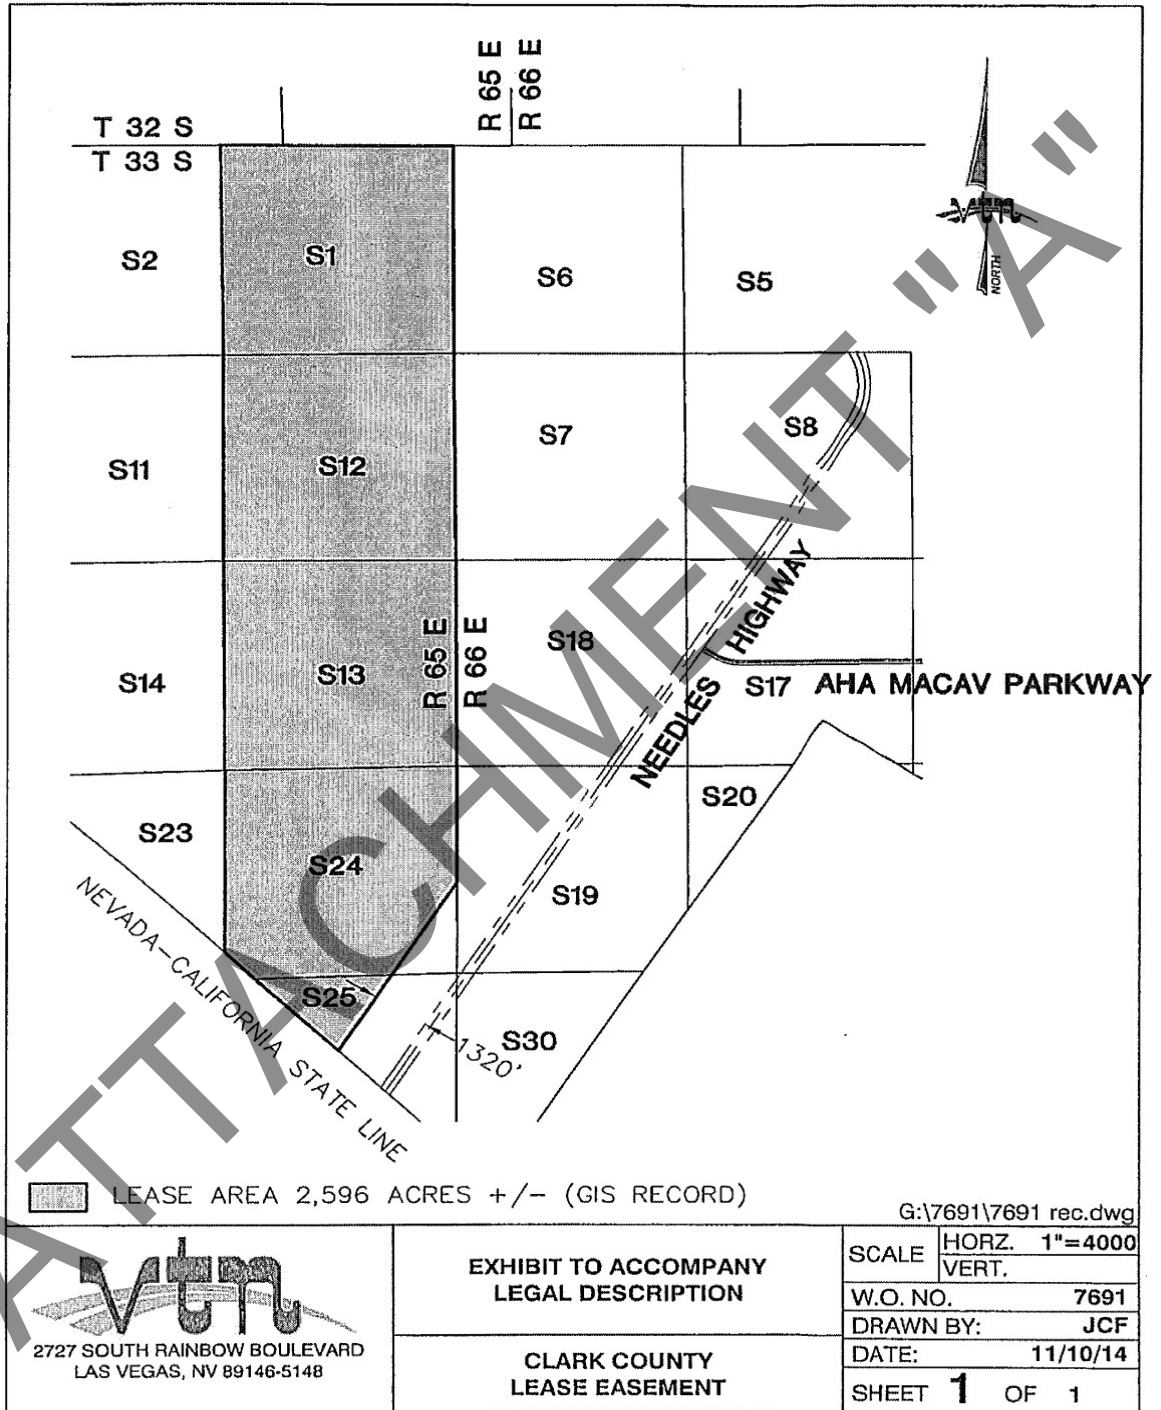 R 65 E
R 66 E
T 32 S
T 33 S
S2
S1
S6
S5
vtn
NORTH
S11
S12
S7
S8
S14
S13
R 65 E
R 66 E
S18
NEEDLES HIGHWAY
S17
AHA MACAV PARKWAY
S23
S24
S19
S20
NEVADA-CALIFORNIA STATE LINE
S25
S30
1320'
ATTACHMENT "A"
LEASE AREA 2,596 ACRES +/- (GIS RECORD)
G:\7691\7691 rec.dwg
vtn
2727 SOUTH RAINBOW BOULEVARD
LAS VEGAS, NV 89146-5148
EXHIBIT TO ACCOMPANY
LEGAL DESCRIPTION
CLARK COUNTY
LEASE EASEMENT
SCALE
HORZ. 1"=4000
VERT.
W.O. NO. 7691
DRAWN BY: JCF
DATE: 11/10/14
SHEET 1 OF 1